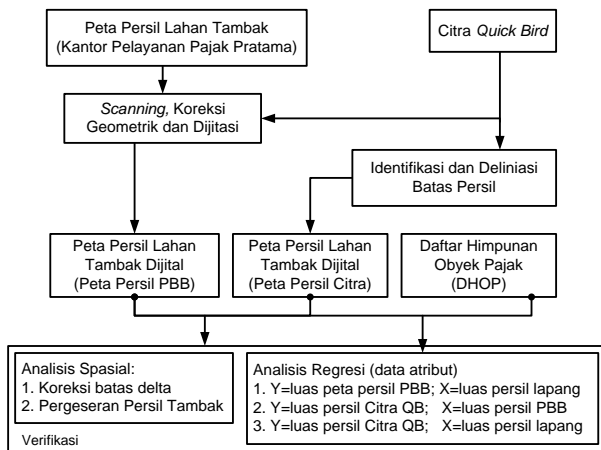 Peta Persil Lahan Tambak
(Kantor Pelayanan Pajak Pratama)
Citra Quick Bird
Scanning, Koreksi
Geometrik dan Dijitasi
Identifikasi dan Deliniasi
Batas Persil
Peta Persil Lahan
Tambak Dijital
(Peta Persil PBB)
Peta Persil Lahan
Tambak Dijital
(Peta Persil Citra)
Daftar Himpunan
Obyek Pajak
(DHOP)
Analisis Spasial:
1. Koreksi batas delta
2. Pergeseran Persil Tambak
Analisis Regresi (data atribut)
1. Y=luas peta persil PBB; X=luas persil lapang
2. Y=luas persil Citra QB; X=luas persil PBB
3. Y=luas persil Citra QB; X=luas persil lapang
Verifikasi